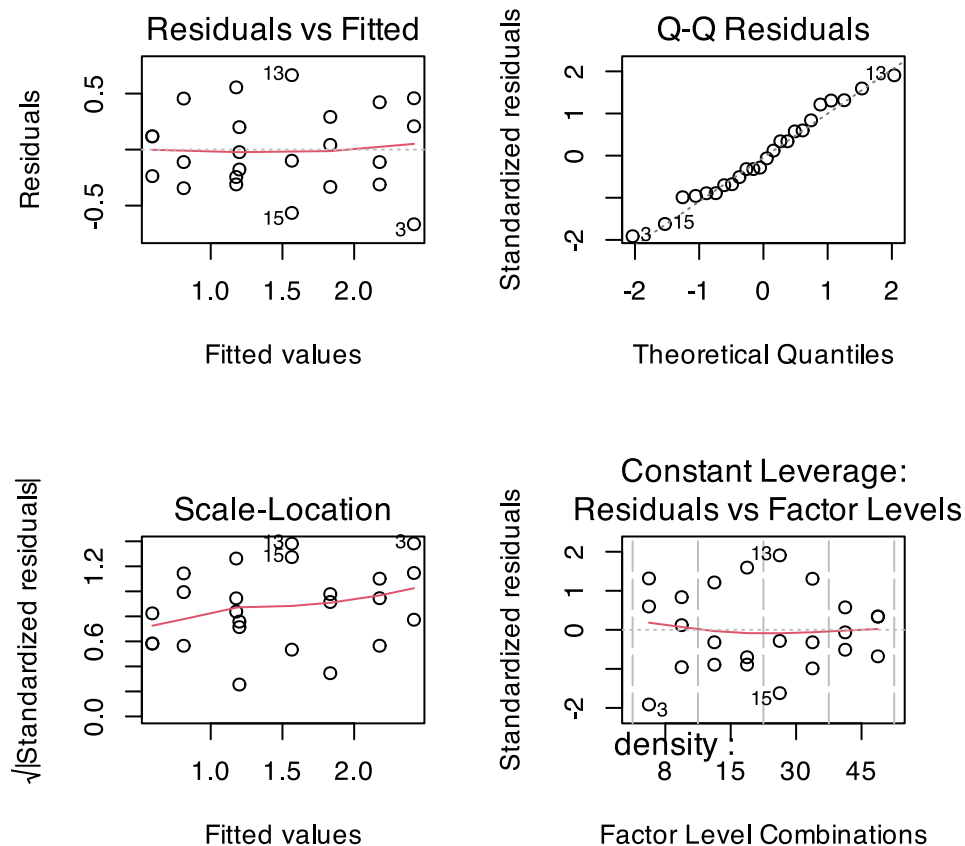 Residuals vs Fitted
Residuals
-0.5 0.5
13
15
3
1.0 1.5 2.0
Fitted values
Q-Q Residuals
Standardized residuals
-2 0 1 2
13
15
3
-2 -1 0 1 2
Theoretical Quantiles
Scale-Location
√|Standardized residuals|
0.0 0.6 1.2
13
15
3
1.0 1.5 2.0
Fitted values
Constant Leverage:
Residuals vs Factor Levels
Standardized residuals
-2 0 1 2
13
15
3
density :
8 15 30 45
Factor Level Combinations